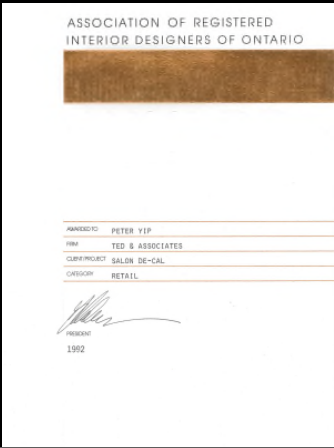 ASSOCIATION OF REGISTERED
INTERIOR DESIGNERS OF ONTARIO
AWARDED TO PETER YIP
FIRM TED & ASSOCIATES
CLIENT/PROJECT SALON DE-CAL
CATEGORY RETAIL
PRESIDENT
1992